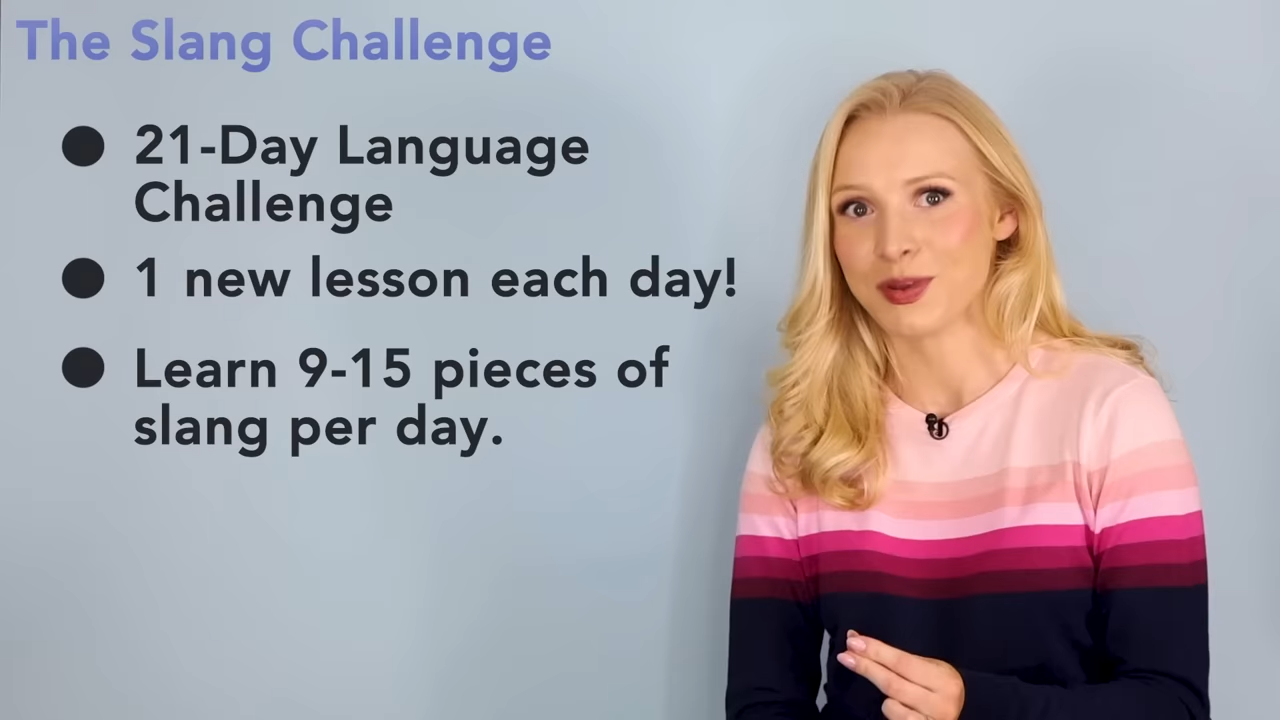 The Slang Challenge
21-Day Language
Challenge
1 new lesson each day!
Learn 9-15 pieces of
slang per day.